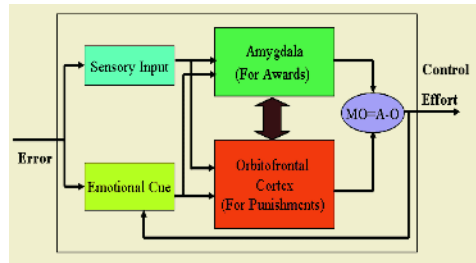 Sensory Input
Amygdala
(For Awards)
Control
MO=A-O
Effort
Error
Emotional Cue
Orbitofrontal
Cortex
(For Punishments)